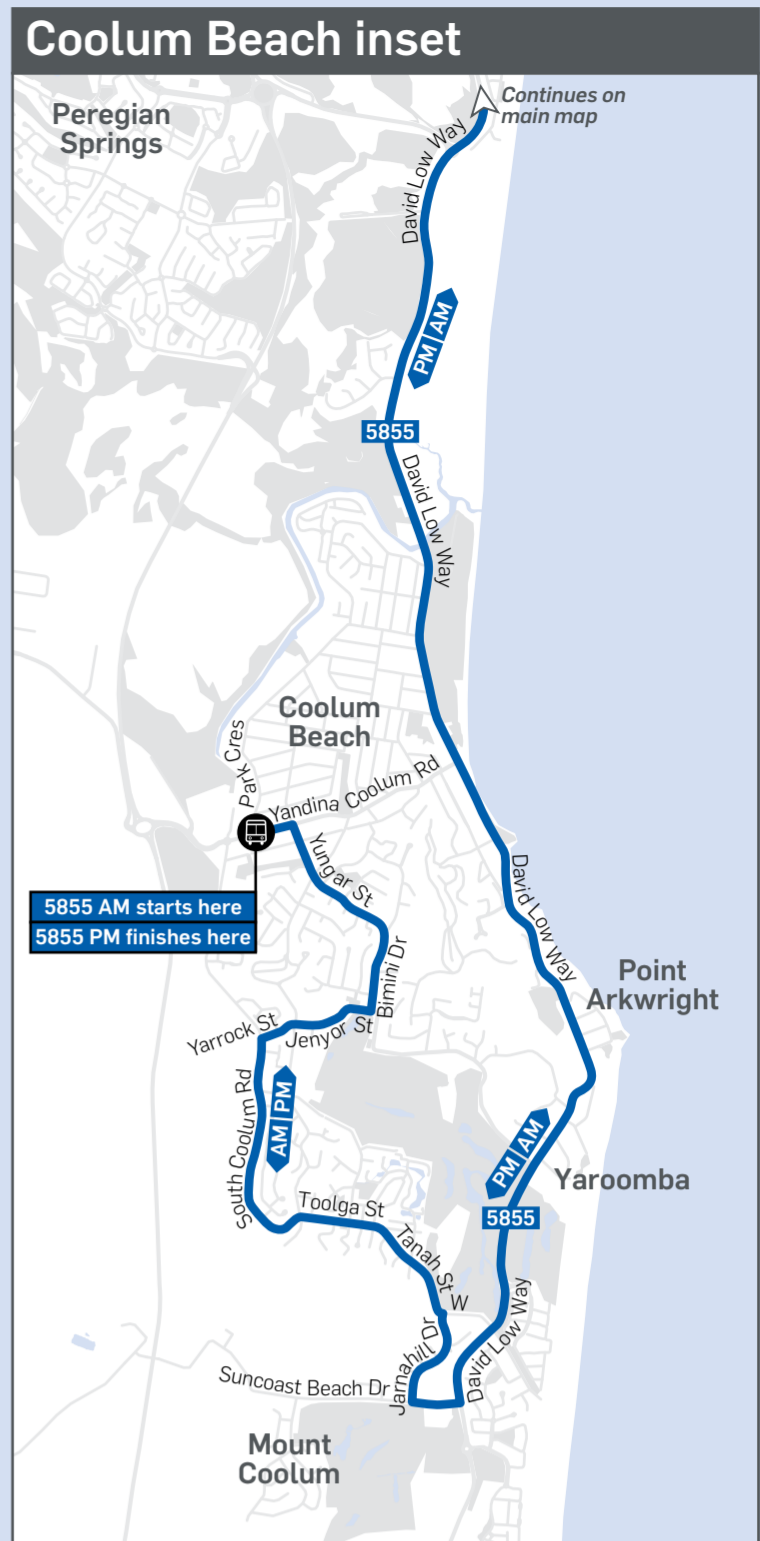 Coolum Beach inset
Continues on
main map
Peregian
Springs
David Low Way
PM AM
5855
David Low Way
Coolum
Beach
Park Cres
Yandina Coolum Rd
Yungar St
5855 AM starts here
5855 PM finishes here
David Low Way
Bimini Dr
Point
Arkwright
Yarrock St
Jenyor St
South Coolum Rd
AM PM
PM AM
Yaroomba
Toolga St
5855
Tanah St W
David Low Way
Jarnahill Dr
Suncoast Beach Dr
Mount
Coolum